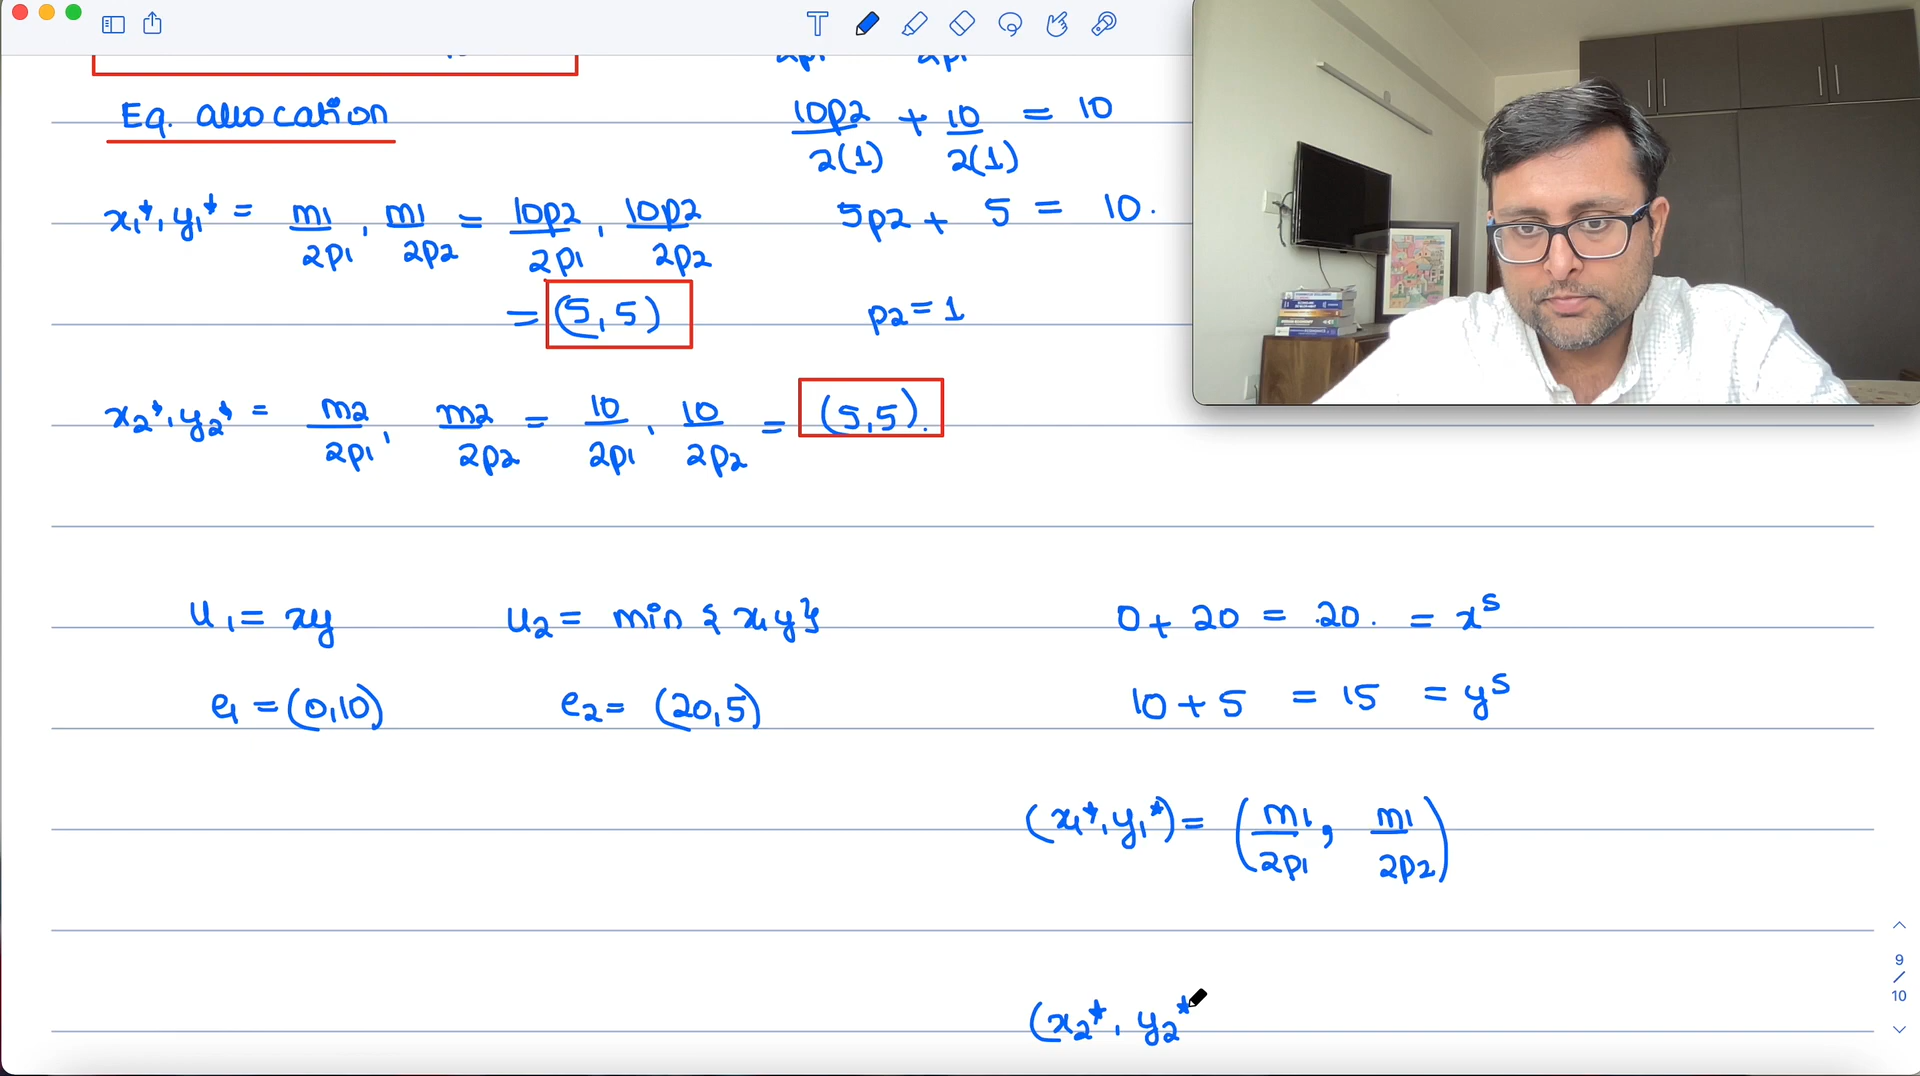 Eq. allocation
10p2/2(1) + 10/2(1) = 10
x1*, y1* = m1/2p1, m1/2p2 = 10p2/2p1, 10p2/2p2
5p2 + 5 = 10.
= (5,5)
p2 = 1
x2*, y2* = m2/2p1, m2/2p2 = 10/2p1, 10/2p2 = (5,5).
u1 = xy
u2 = min {x, y}
0 + 20 = 20. = x^s
e1 = (0,10)
e2 = (20,5)
10 + 5 = 15 = y^s
(x1*, y1*) = (m1/2p1, m1/2p2)
(x2*, y2*
9
/
10